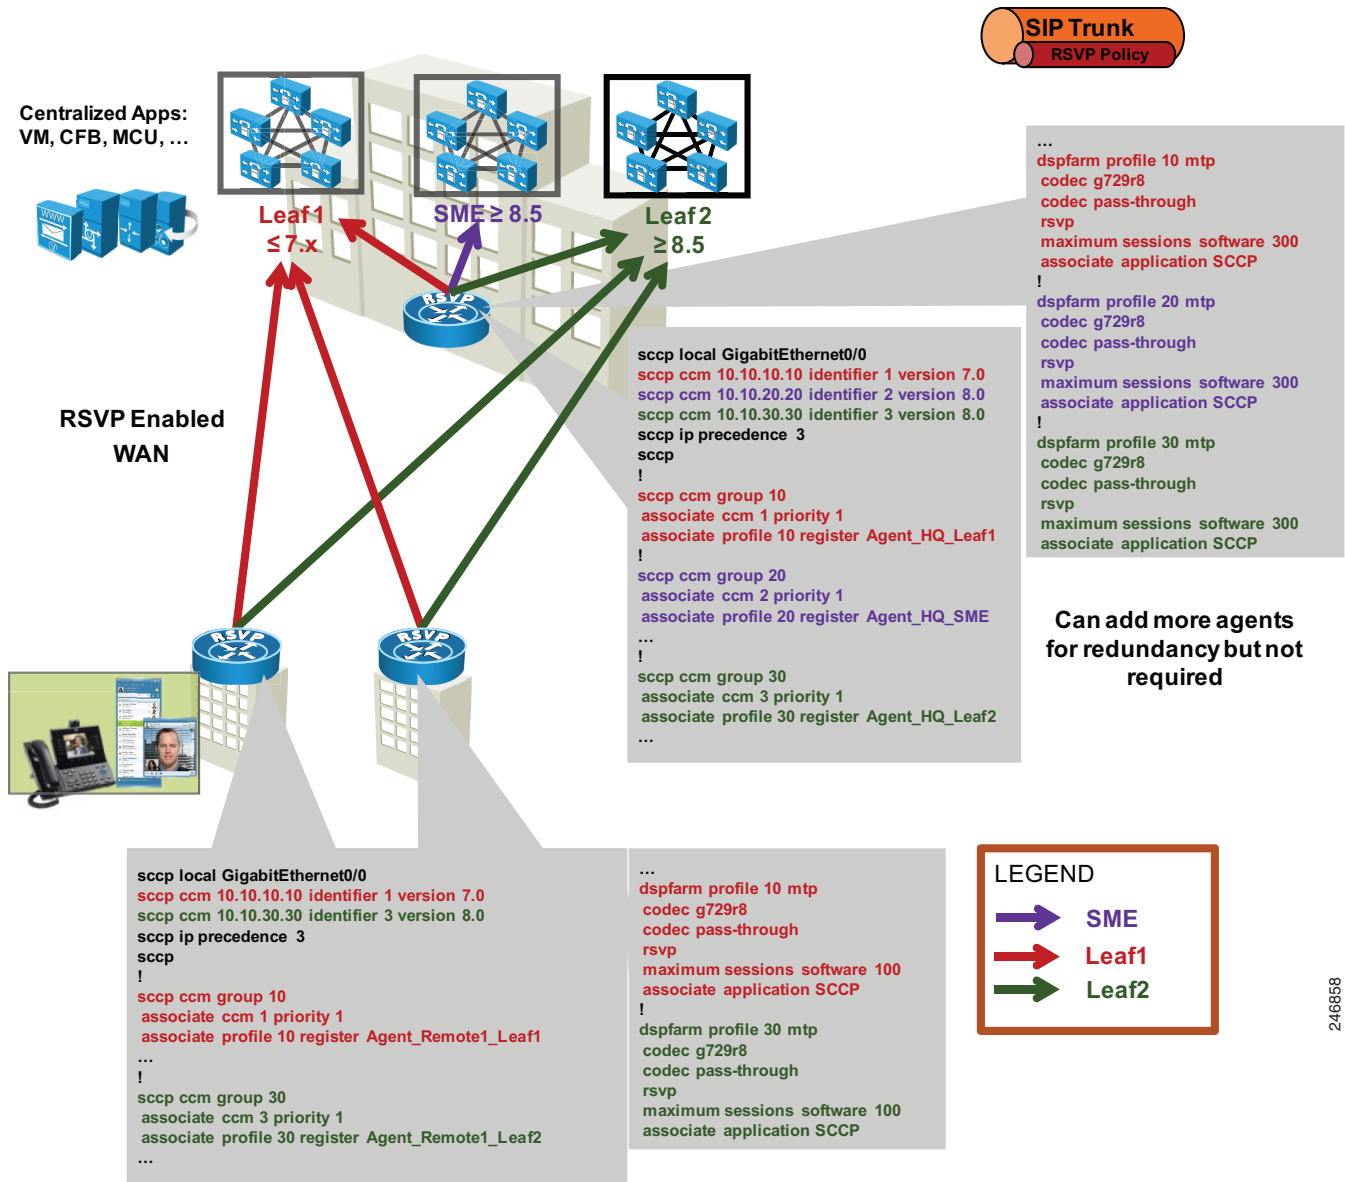 SIP Trunk
RSVP Policy
Centralized Apps:
VM, CFB, MCU, …
Leaf1
≤ 7.x
SME ≥ 8.5
Leaf2
≥ 8.5
RSVP
WWW
RSVP Enabled
WAN
…
dspfarm profile 10 mtp
codec g729r8
codec pass-through
rsvp
maximum sessions software 300
associate application SCCP
!
dspfarm profile 20 mtp
codec g729r8
codec pass-through
rsvp
maximum sessions software 300
associate application SCCP
!
dspfarm profile 30 mtp
codec g729r8
codec pass-through
rsvp
maximum sessions software 300
associate application SCCP
sccp local GigabitEthernet0/0
sccp ccm 10.10.10.10 identifier 1 version 7.0
sccp ccm 10.10.20.20 identifier 2 version 8.0
sccp ccm 10.10.30.30 identifier 3 version 8.0
sccp ip precedence 3
sccp
!
sccp ccm group 10
associate ccm 1 priority 1
associate profile 10 register Agent_HQ_Leaf1
!
sccp ccm group 20
associate ccm 2 priority 1
associate profile 20 register Agent_HQ_SME
…
!
sccp ccm group 30
associate ccm 3 priority 1
associate profile 30 register Agent_HQ_Leaf2
…
Can add more agents
for redundancy but not
required
RSVP
RSVP
sccp local GigabitEthernet0/0
sccp ccm 10.10.10.10 identifier 1 version 7.0
sccp ccm 10.10.30.30 identifier 3 version 8.0
sccp ip precedence 3
sccp
!
sccp ccm group 10
associate ccm 1 priority 1
associate profile 10 register Agent_Remote1_Leaf1
…
!
sccp ccm group 30
associate ccm 3 priority 1
associate profile 30 register Agent_Remote1_Leaf2
…
…
dspfarm profile 10 mtp
codec g729r8
codec pass-through
rsvp
maximum sessions software 100
associate application SCCP
!
dspfarm profile 30 mtp
codec g729r8
codec pass-through
rsvp
maximum sessions software 100
associate application SCCP
LEGEND
SME
Leaf1
Leaf2
246858